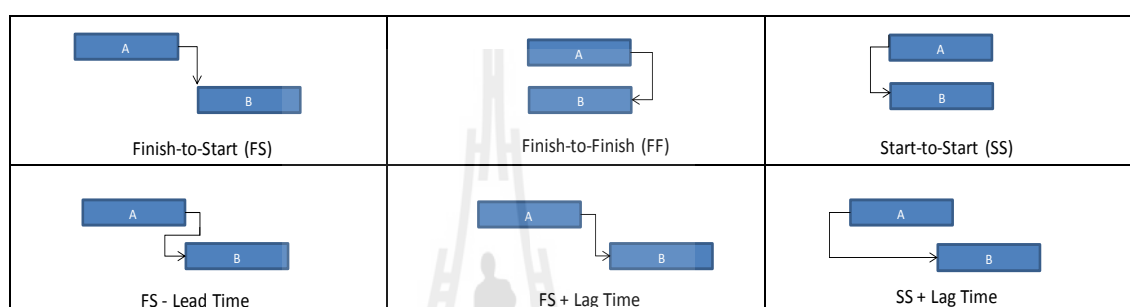 A
B
Finish-to-Start (FS)
A
B
Finish-to-Finish (FF)
A
B
Start-to-Start (SS)
A
B
FS - Lead Time
A
B
FS + Lag Time
A
B
SS + Lag Time